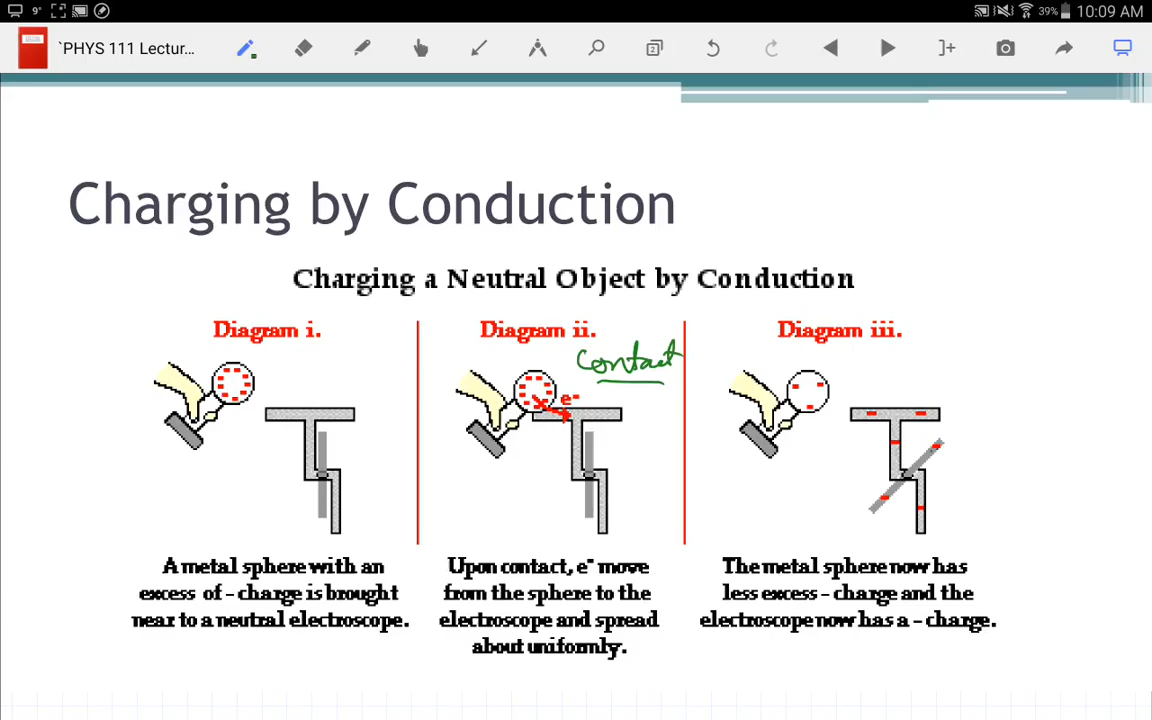 9°
39%
10:09 AM
`PHYS 111 Lectur...
2
Charging by Conduction
Charging a Neutral Object by Conduction
Diagram i.
Diagram ii.
Diagram iii.
contact
e-
A metal sphere with an
excess of - charge is brought
near to a neutral electroscope.
Upon contact, e- move
from the sphere to the
electroscope and spread
about uniformly.
The metal sphere now has
less excess - charge and the
electroscope now has a - charge.